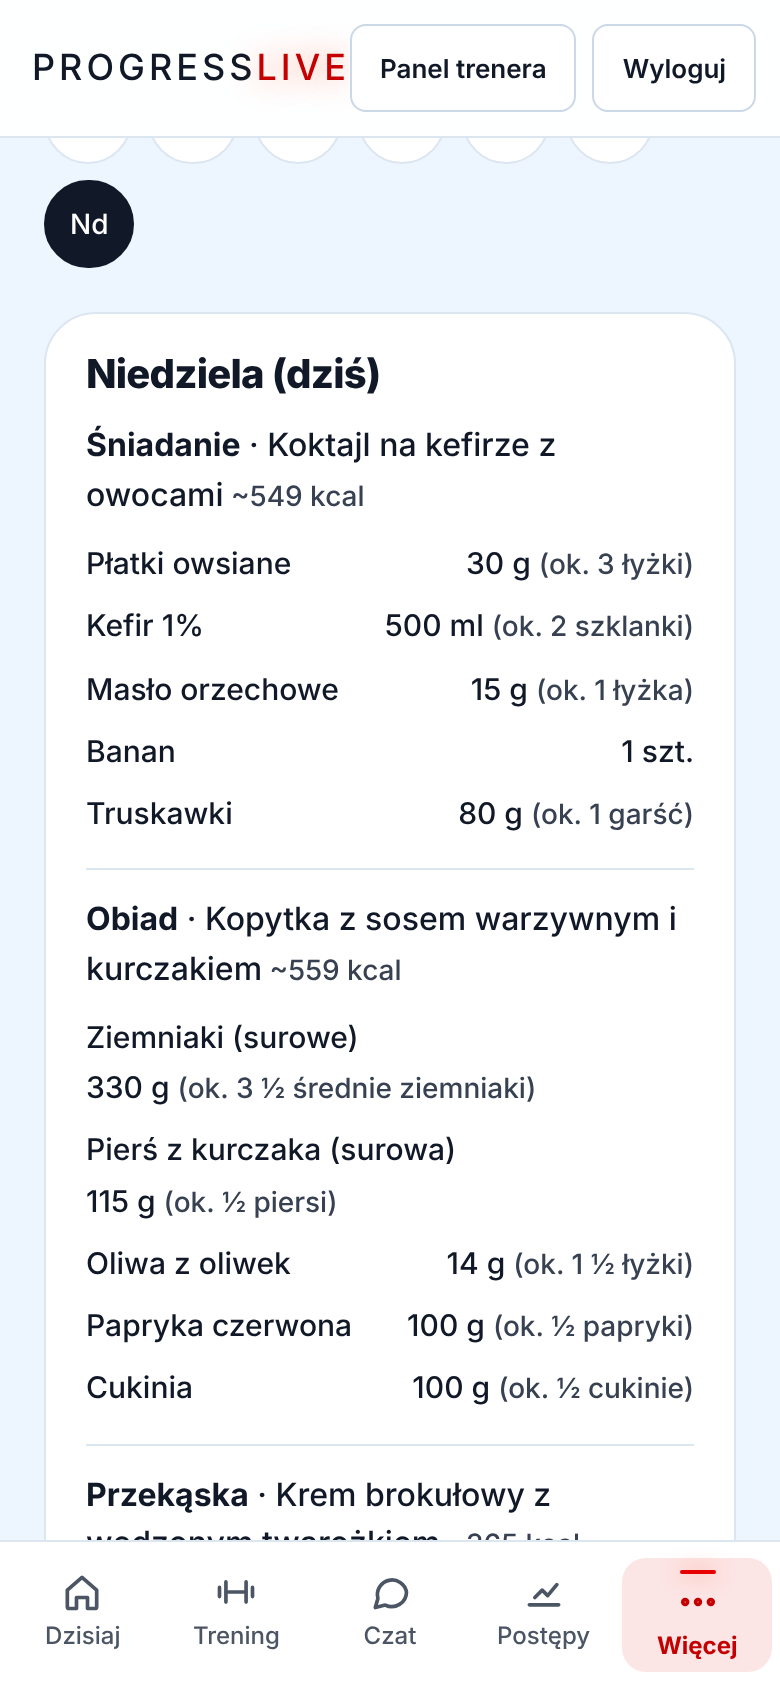 PROGRESSLIVE
Panel trenera
Wyloguj
Nd
Niedziela (dziś)
Śniadanie · Koktajl na kefirze z
owocami ~549 kcal
Płatki owsiane 30 g (ok. 3 łyżki)
Kefir 1% 500 ml (ok. 2 szklanki)
Masło orzechowe 15 g (ok. 1 łyżka)
Banan 1 szt.
Truskawki 80 g (ok. 1 garść)
Obiad · Kopytka z sosem warzywnym i
kurczakiem ~559 kcal
Ziemniaki (surowe)
330 g (ok. 3 ½ średnie ziemniaki)
Pierś z kurczaka (surowa)
115 g (ok. ½ piersi)
Oliwa z oliwek 14 g (ok. 1 ½ łyżki)
Papryka czerwona 100 g (ok. ½ papryki)
Cukinia 100 g (ok. ½ cukinie)
Przekąska · Krem brokułowy z
wędzonym twarożkiem
Dzisiaj
Trening
Czat
Postępy
Więcej